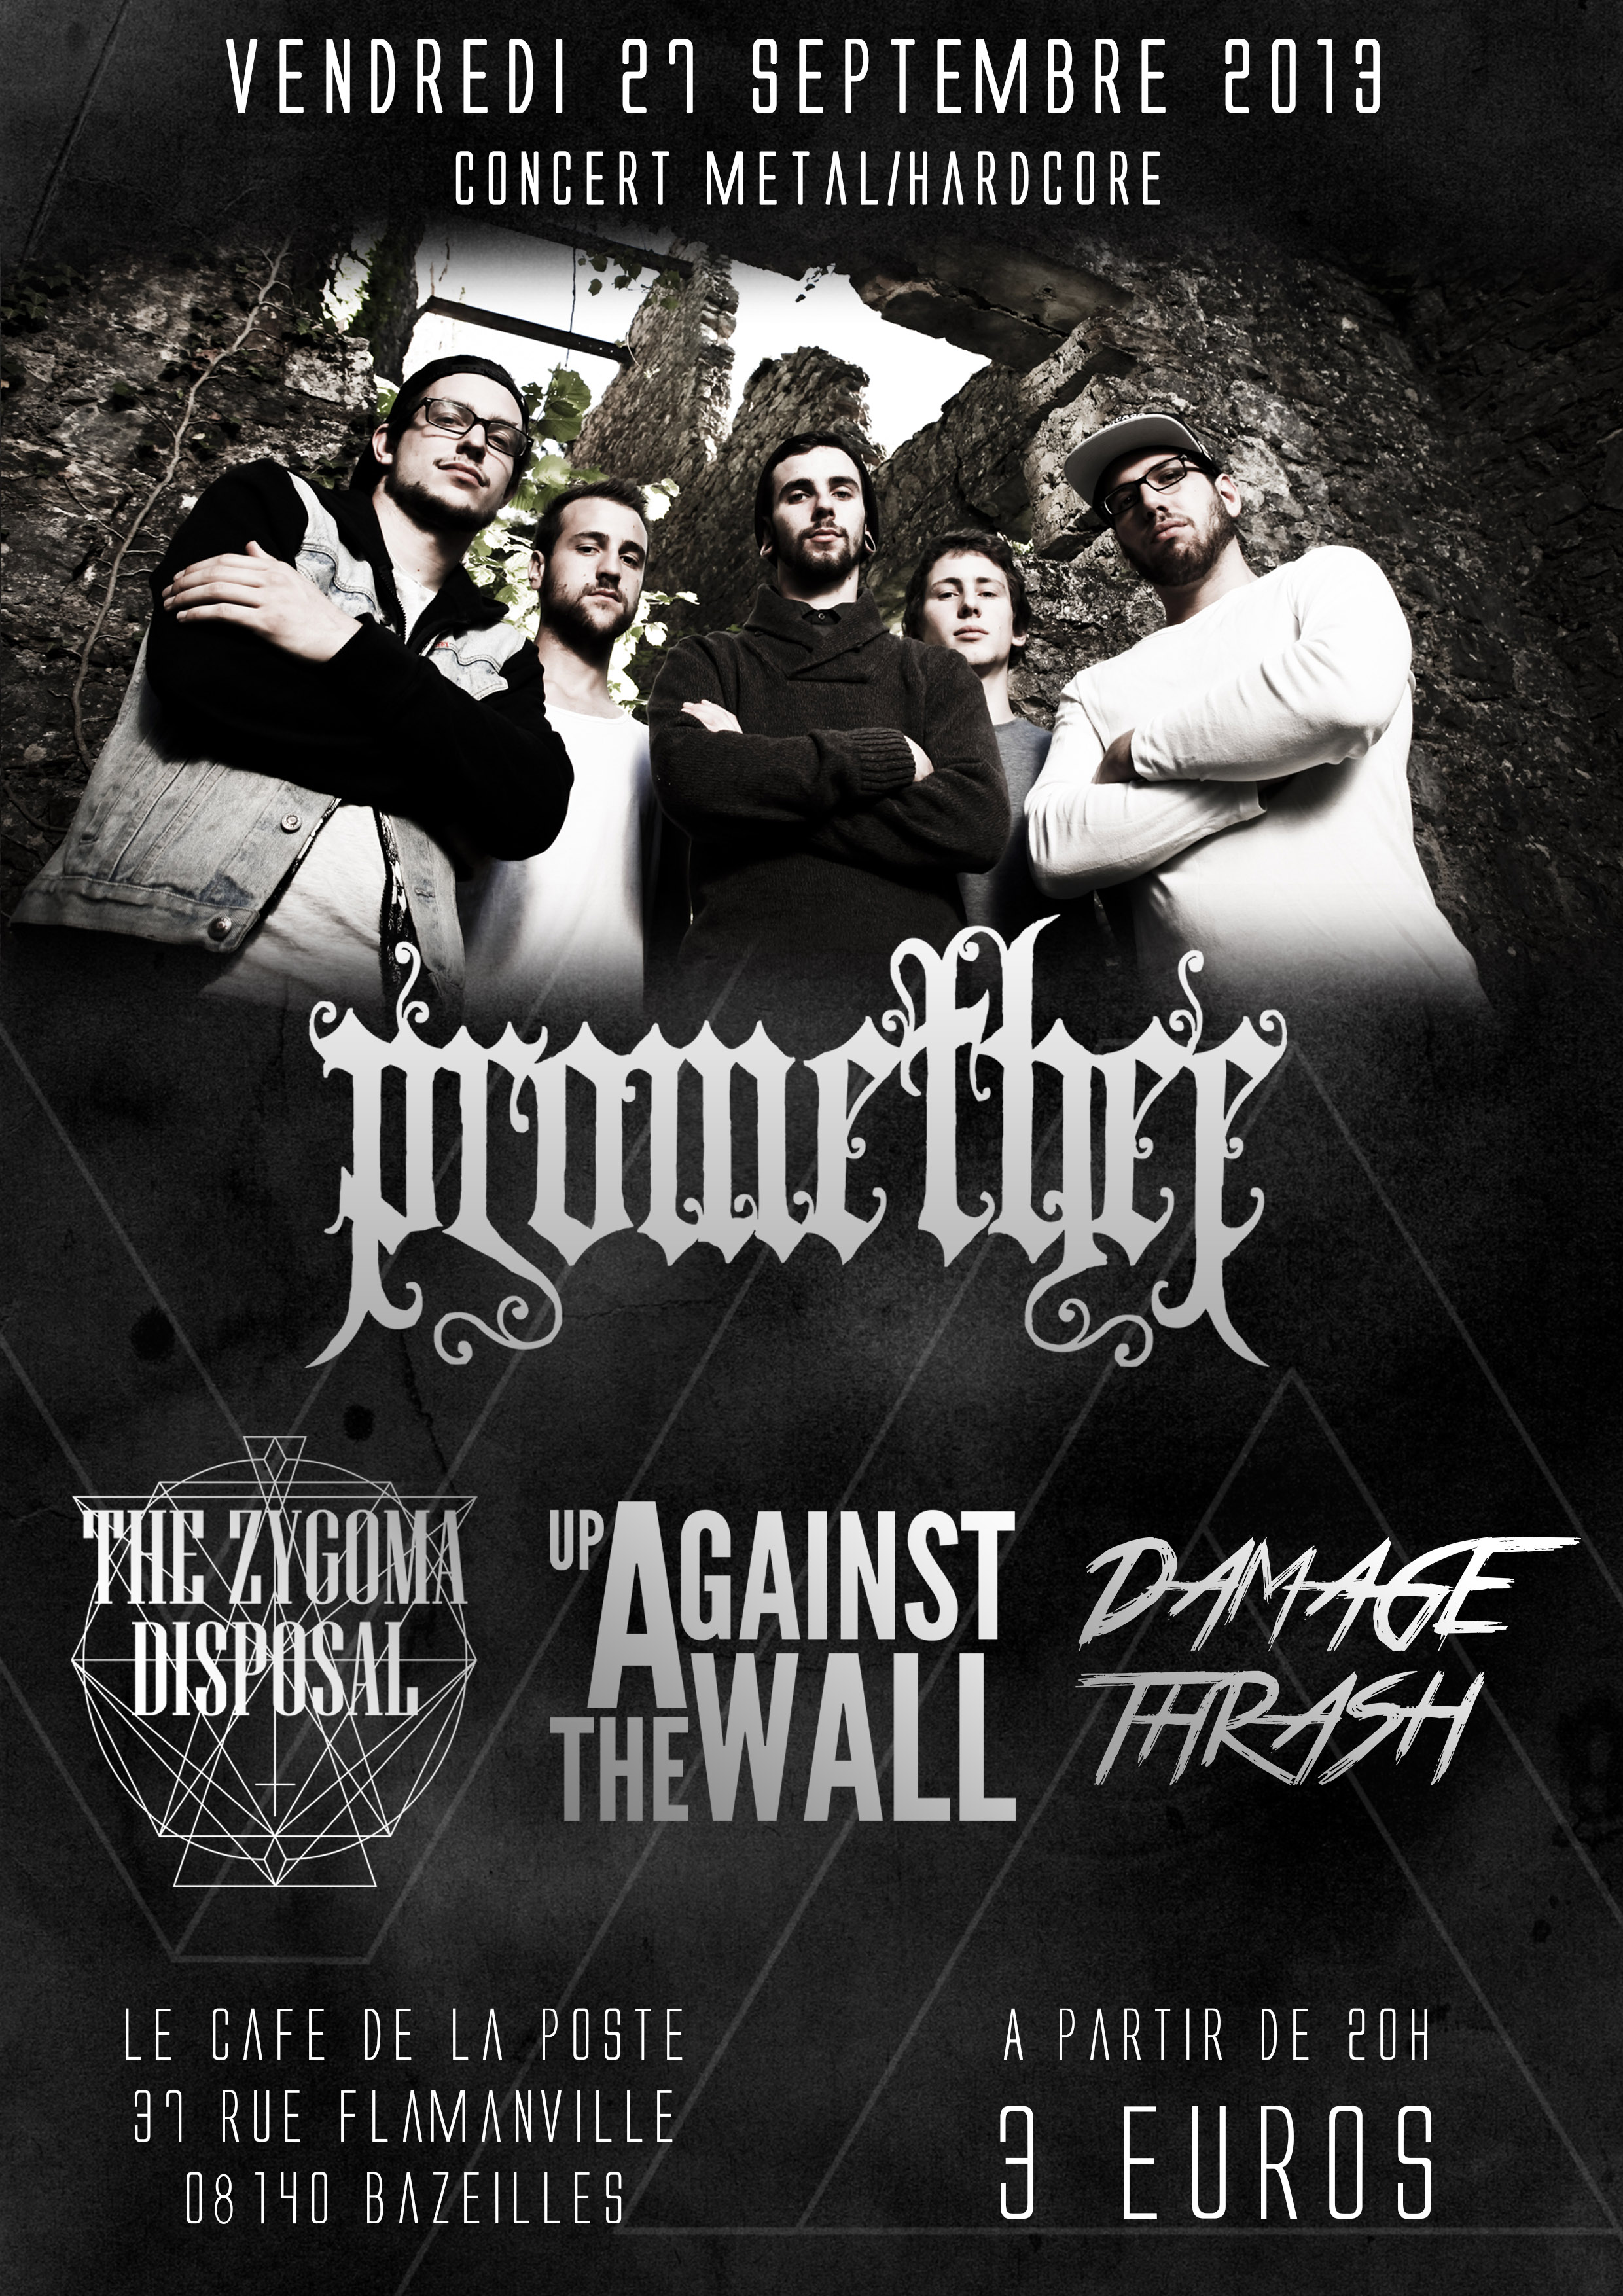 VENDREDI 27 SEPTEMBRE 2013
CONCERT METAL/HARDCORE
promethee
THE ZYGOMA
DISPOSAL
UP AGAINST
THE WALL
DAMAGE
THRASH
LE CAFE DE LA POSTE
37 RUE FLAMANVILLE
08140 BAZEILLES
A PARTIR DE 20H
3 EUROS